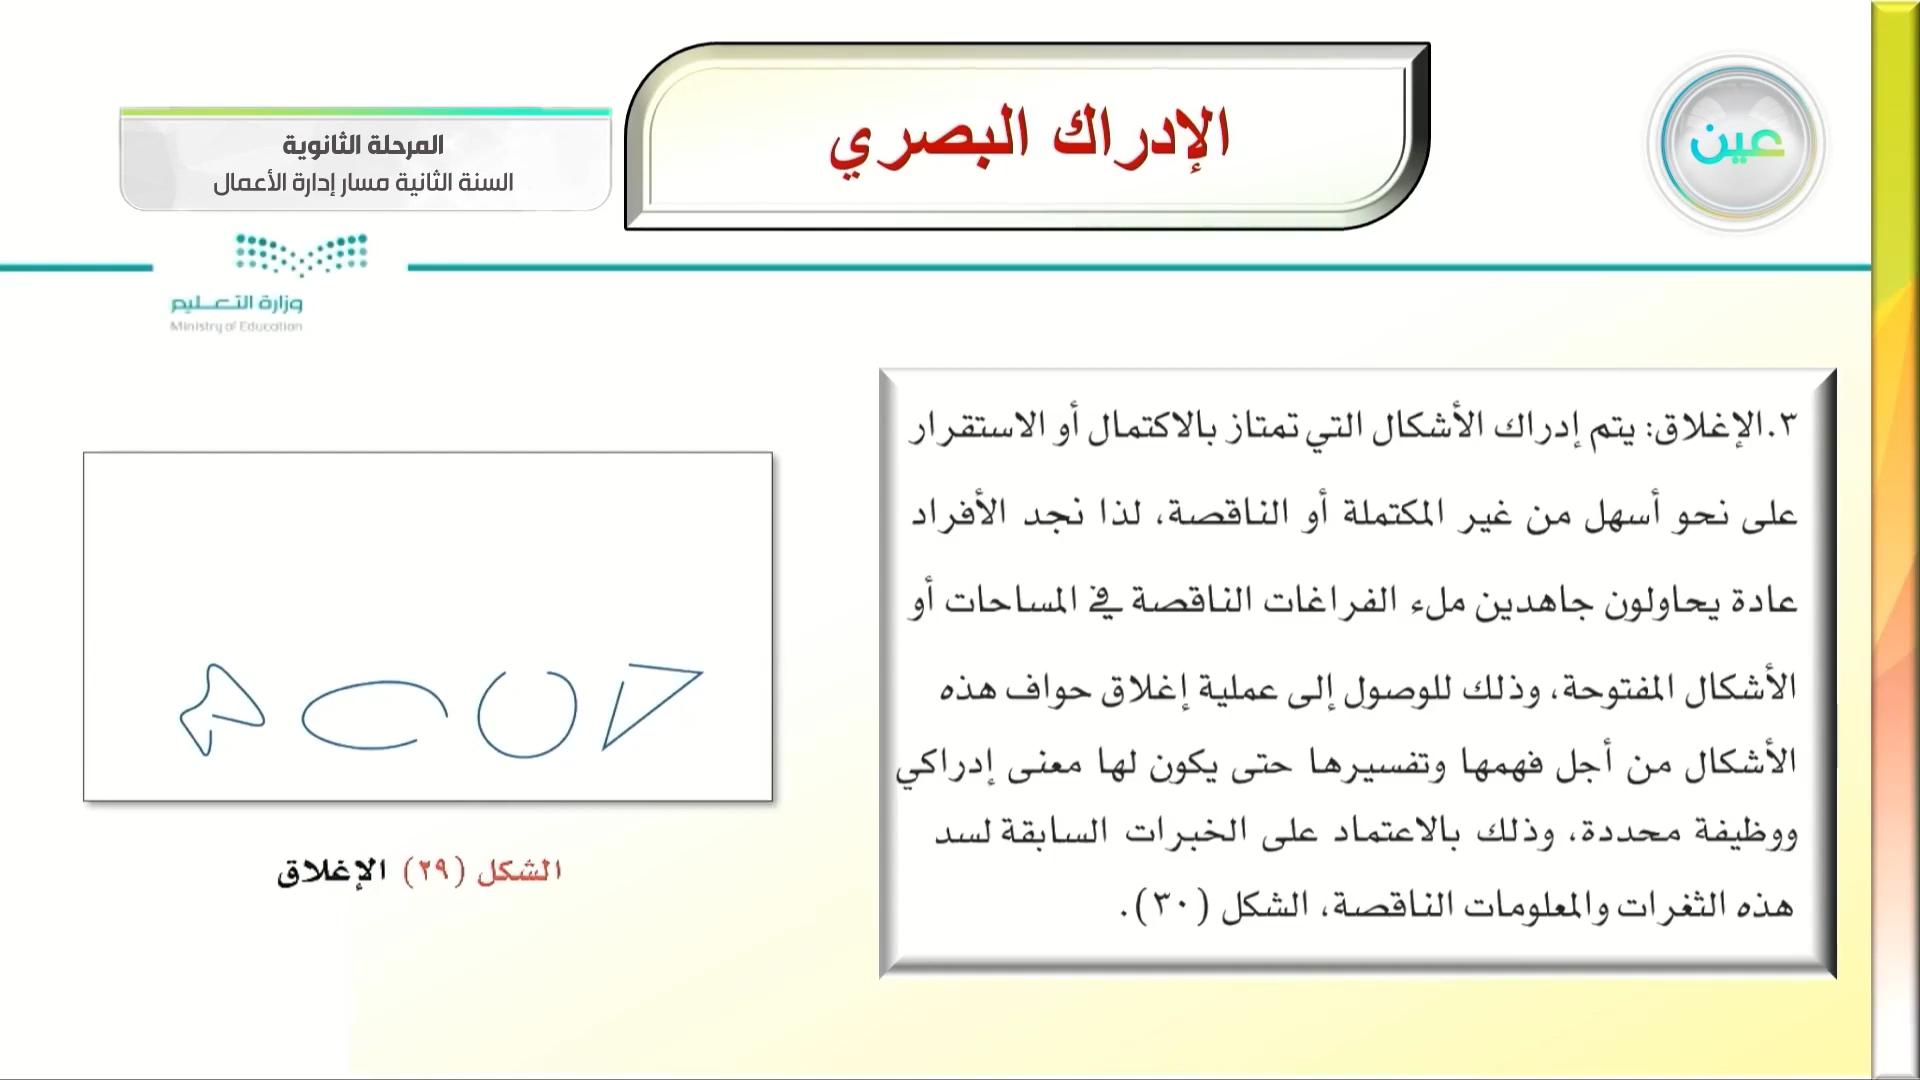 الإدراك البصري
عين
المرحلة الثانوية
السنة الثانية مسار إدارة الأعمال
وزارة التعليم
Ministry of Education
٣.الإغلاق: يتم إدراك الأشكال التي تمتاز بالاكتمال أو الاستقرار
على نحو أسهل من غير المكتملة أو الناقصة، لذا نجد الأفراد
عادة يحاولون جاهدين ملء الفراغات الناقصة في المساحات أو
الأشكال المفتوحة، وذلك للوصول إلى عملية إغلاق حواف هذه
الأشكال من أجل فهمها وتفسيرها حتى يكون لها معنى إدراكي
ووظيفة محددة، وذلك بالاعتماد على الخبرات السابقة لسد
هذه الثغرات والمعلومات الناقصة، الشكل (٣٠).
الشكل (٢٩) الإغلاق